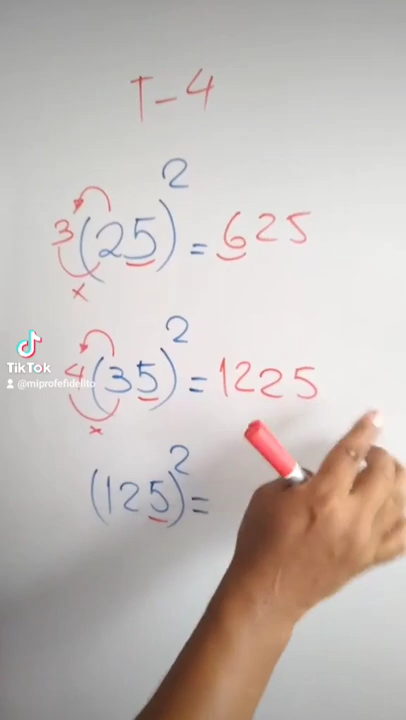 T-4
3(25)² = 625
x
TikTok
@miprofefidelito
4(35)² = 1225
x
(125)² =